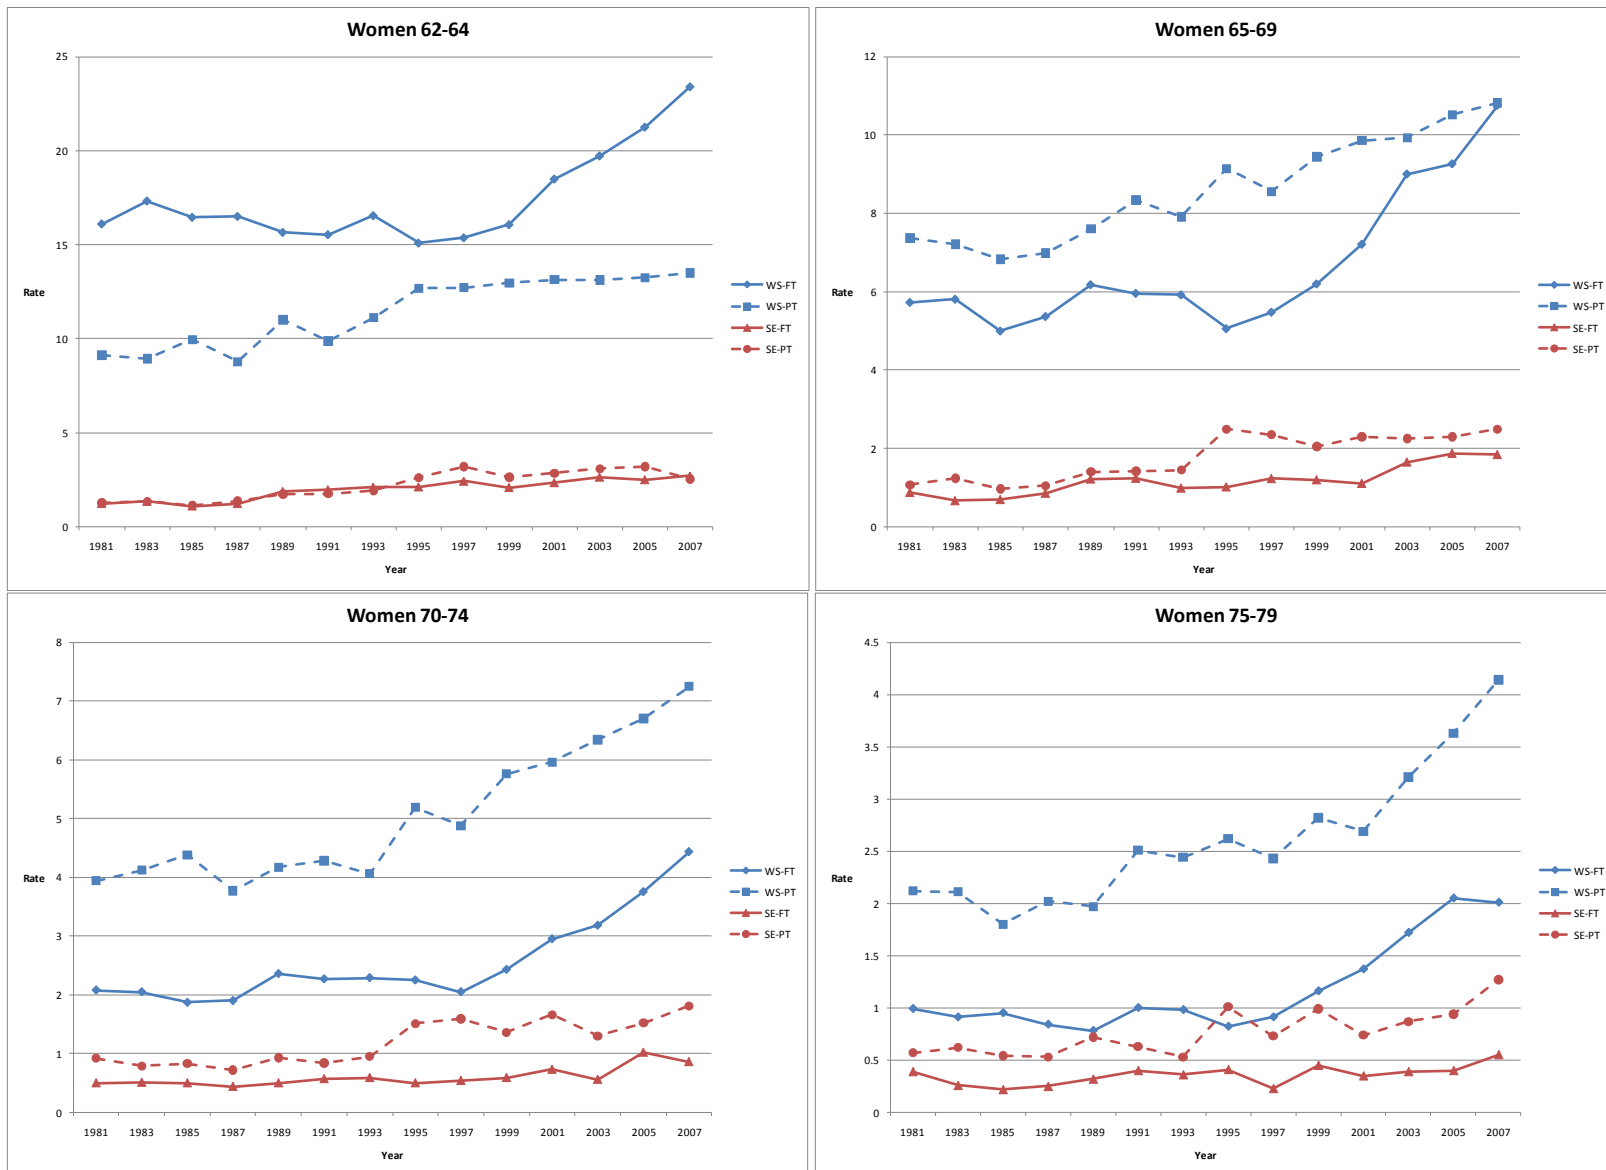 Women 62-64
25
20
15
10
5
0
Rate
1981 1983 1985 1987 1989 1991 1993 1995 1997 1999 2001 2003 2005 2007
Year
WS-FT
WS-PT
SE-FT
SE-PT
Women 65-69
12
10
8
6
4
2
0
Rate
1981 1983 1985 1987 1989 1991 1993 1995 1997 1999 2001 2003 2005 2007
Year
WS-FT
WS-PT
SE-FT
SE-PT
Women 70-74
8
7
6
5
4
3
2
1
0
Rate
1981 1983 1985 1987 1989 1991 1993 1995 1997 1999 2001 2003 2005 2007
Year
WS-FT
WS-PT
SE-FT
SE-PT
Women 75-79
4.5
4
3.5
3
2.5
2
1.5
1
0.5
0
Rate
1981 1983 1985 1987 1989 1991 1993 1995 1997 1999 2001 2003 2005 2007
Year
WS-FT
WS-PT
SE-FT
SE-PT